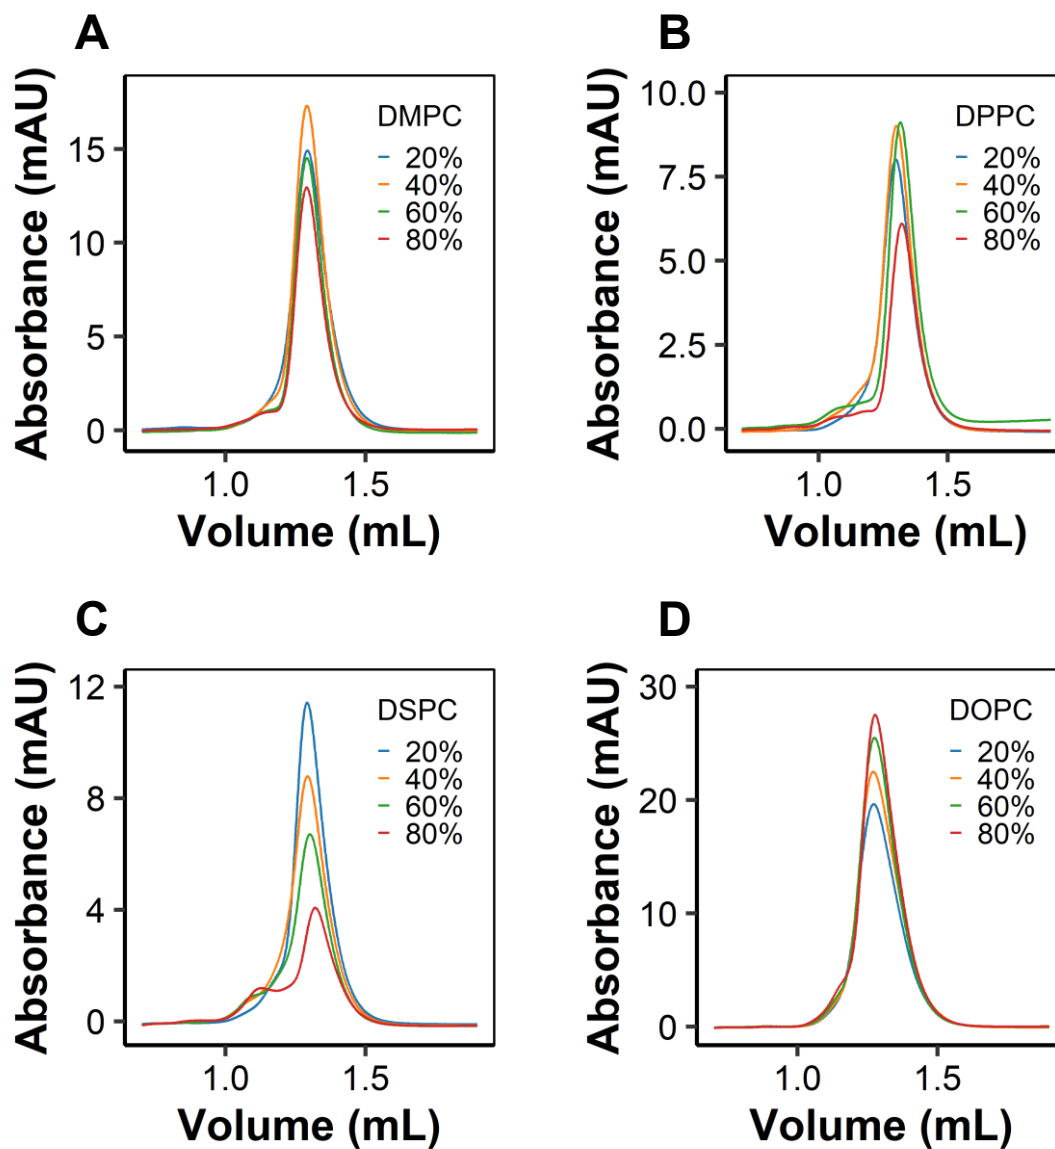 A
Absorbance (mAU)
15
10
5
0
DMPC
20%
40%
60%
80%
1.0 1.5
Volume (mL)
B
Absorbance (mAU)
10.0
7.5
5.0
2.5
0.0
DPPC
20%
40%
60%
80%
1.0 1.5
Volume (mL)
C
Absorbance (mAU)
12
8
4
0
DSPC
20%
40%
60%
80%
1.0 1.5
Volume (mL)
D
Absorbance (mAU)
30
20
10
0
DOPC
20%
40%
60%
80%
1.0 1.5
Volume (mL)